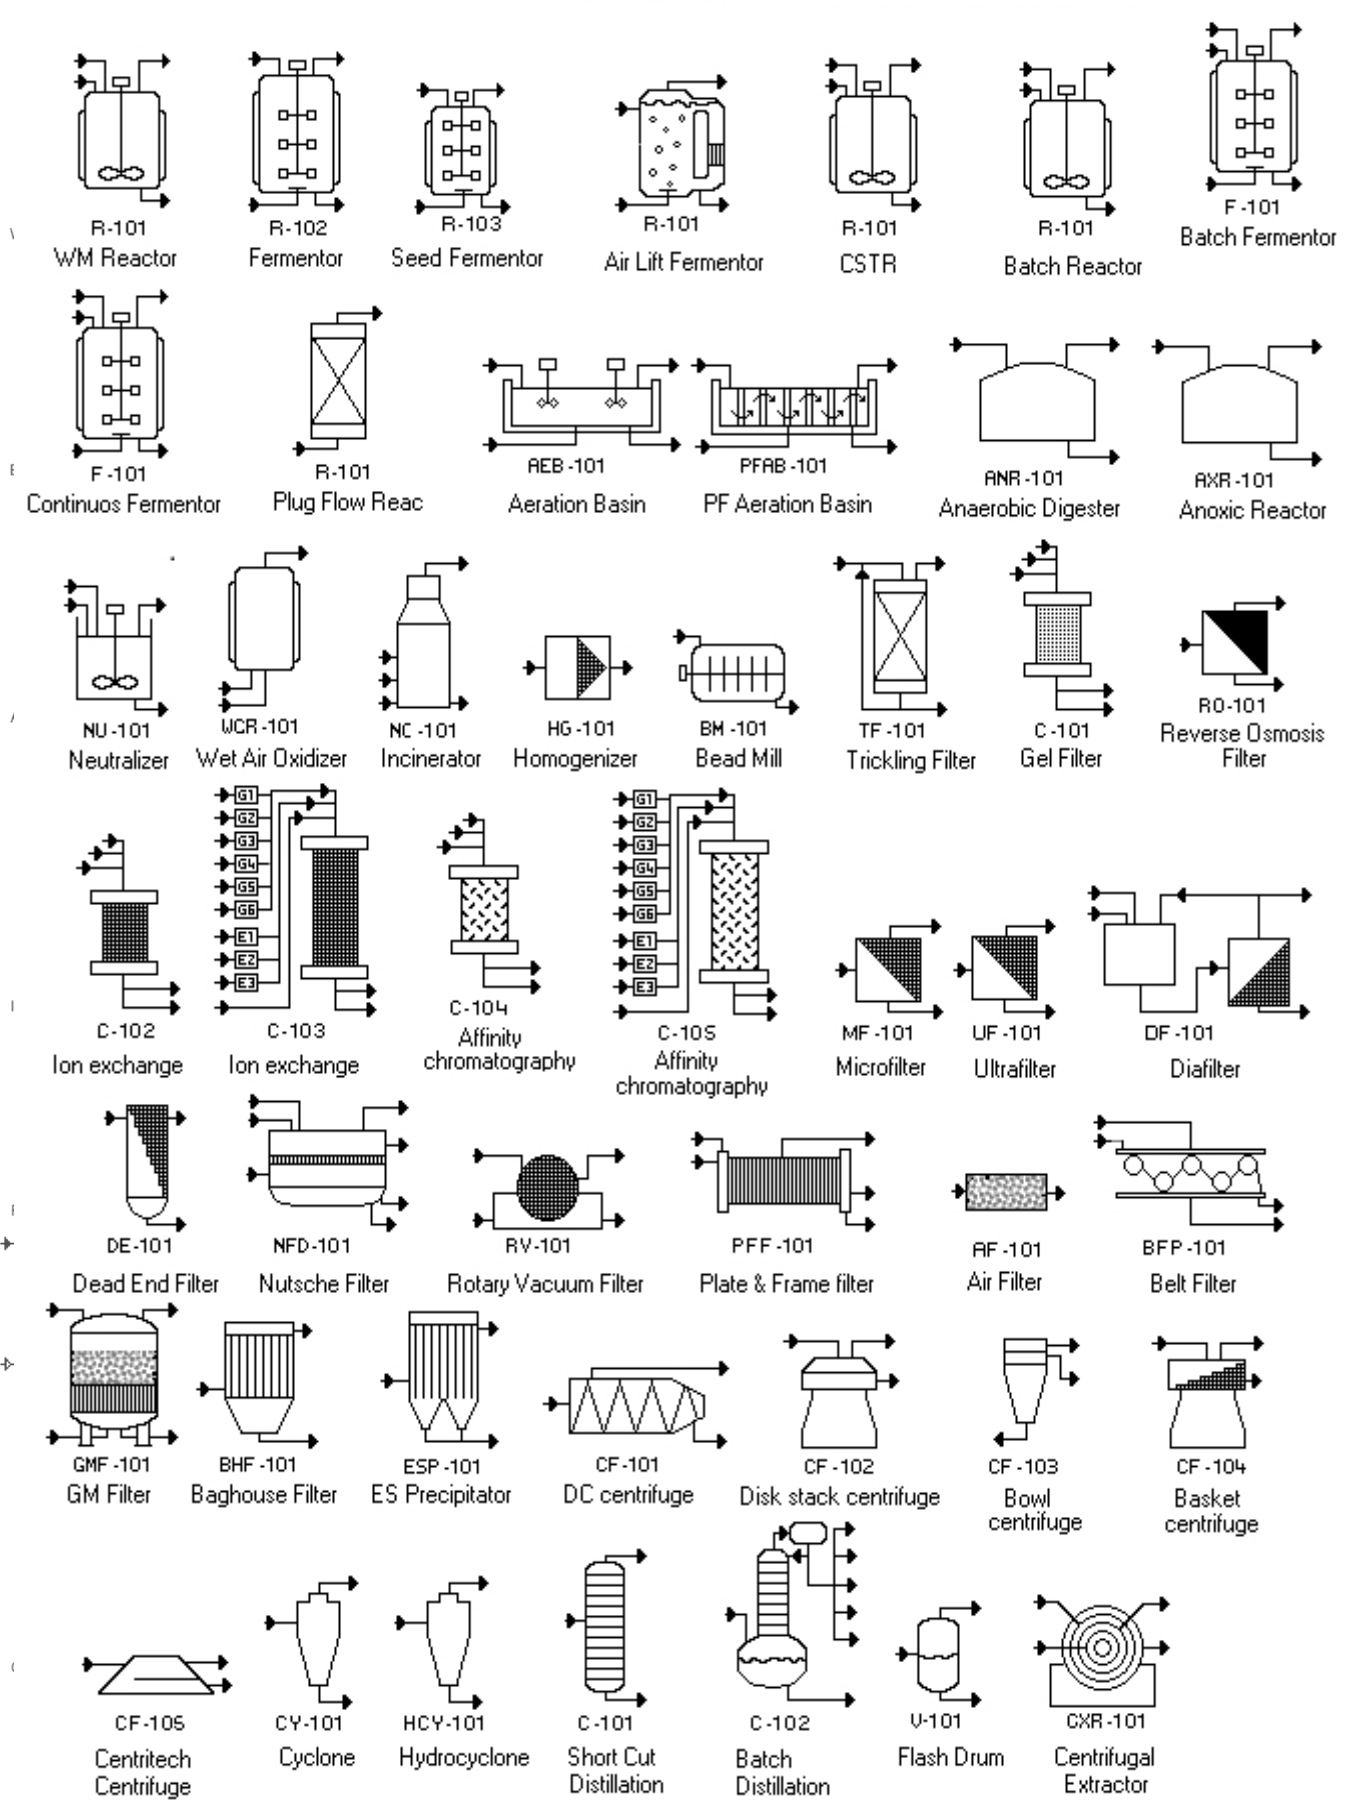 R-101
WM Reactor
R-102
Fermentor
R-103
Seed Fermentor
R-101
Air Lift Fermentor
R-101
CSTR
R-101
Batch Reactor
F-101
Batch Fermentor
F-101
Continuos Fermentor
R-101
Plug Flow Reac
AEB-101
Aeration Basin
PFAB-101
PF Aeration Basin
ANR-101
Anaerobic Digester
AXR-101
Anoxic Reactor
NU-101
Neutralizer
WCR-101
Wet Air Oxidizer
NC-101
Incinerator
HG-101
Homogenizer
BM-101
Bead Mill
TF-101
Trickling Filter
C-101
Gel Filter
RO-101
Reverse Osmosis
Filter
C-102
Ion exchange
G1
G2
G3
G4
G5
G6
E1
E2
E3
C-103
Ion exchange
C-104
Affinity
chromatography
G1
G2
G3
G4
G5
G6
E1
E2
E3
C-105
Affinity
chromatography
MF-101
Microfilter
UF-101
Ultrafilter
DF-101
Diafilter
DE-101
Dead End Filter
NFD-101
Nutsche Filter
RV-101
Rotary Vacuum Filter
PFF-101
Plate & Frame filter
AF-101
Air Filter
BFP-101
Belt Filter
GMF-101
GM Filter
BHF-101
Baghouse Filter
ESP-101
ES Precipitator
CF-101
DC centrifuge
CF-102
Disk stack centrifuge
CF-103
Bowl
centrifuge
CF-104
Basket
centrifuge
CF-105
Centritech
Centrifuge
CY-101
Cyclone
HCY-101
Hydrocyclone
C-101
Short Cut
Distillation
C-102
Batch
Distillation
V-101
Flash Drum
CXR-101
Centrifugal
Extractor